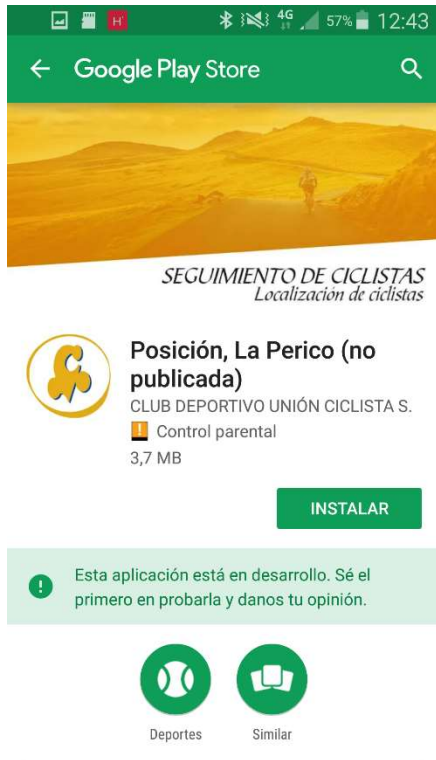 H
4G 57% 12:43
Google Play Store
SEGUIMIENTO DE CICLISTAS
Localización de ciclistas
Posición, La Perico (no
publicada)
CLUB DEPORTIVO UNIÓN CICLISTA S.
Control parental
3,7 MB
INSTALAR
Esta aplicación está en desarrollo. Sé el
primero en probarla y danos tu opinión.
Deportes Similar